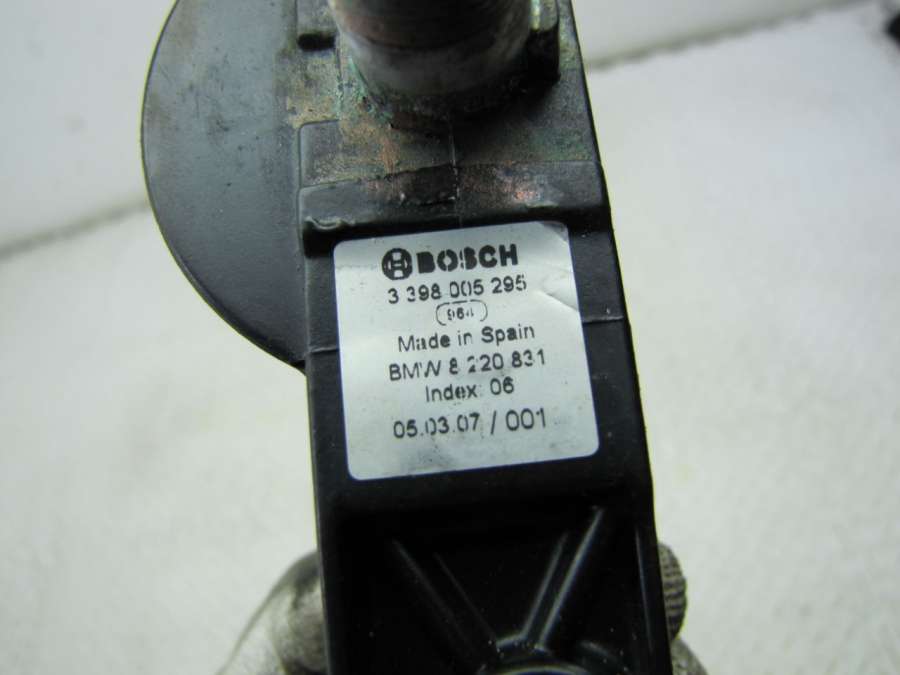 BOSCH
3 398 005 295
964
Made in Spain
BMW 8 220 831
Index 06
05.03.07 / 001